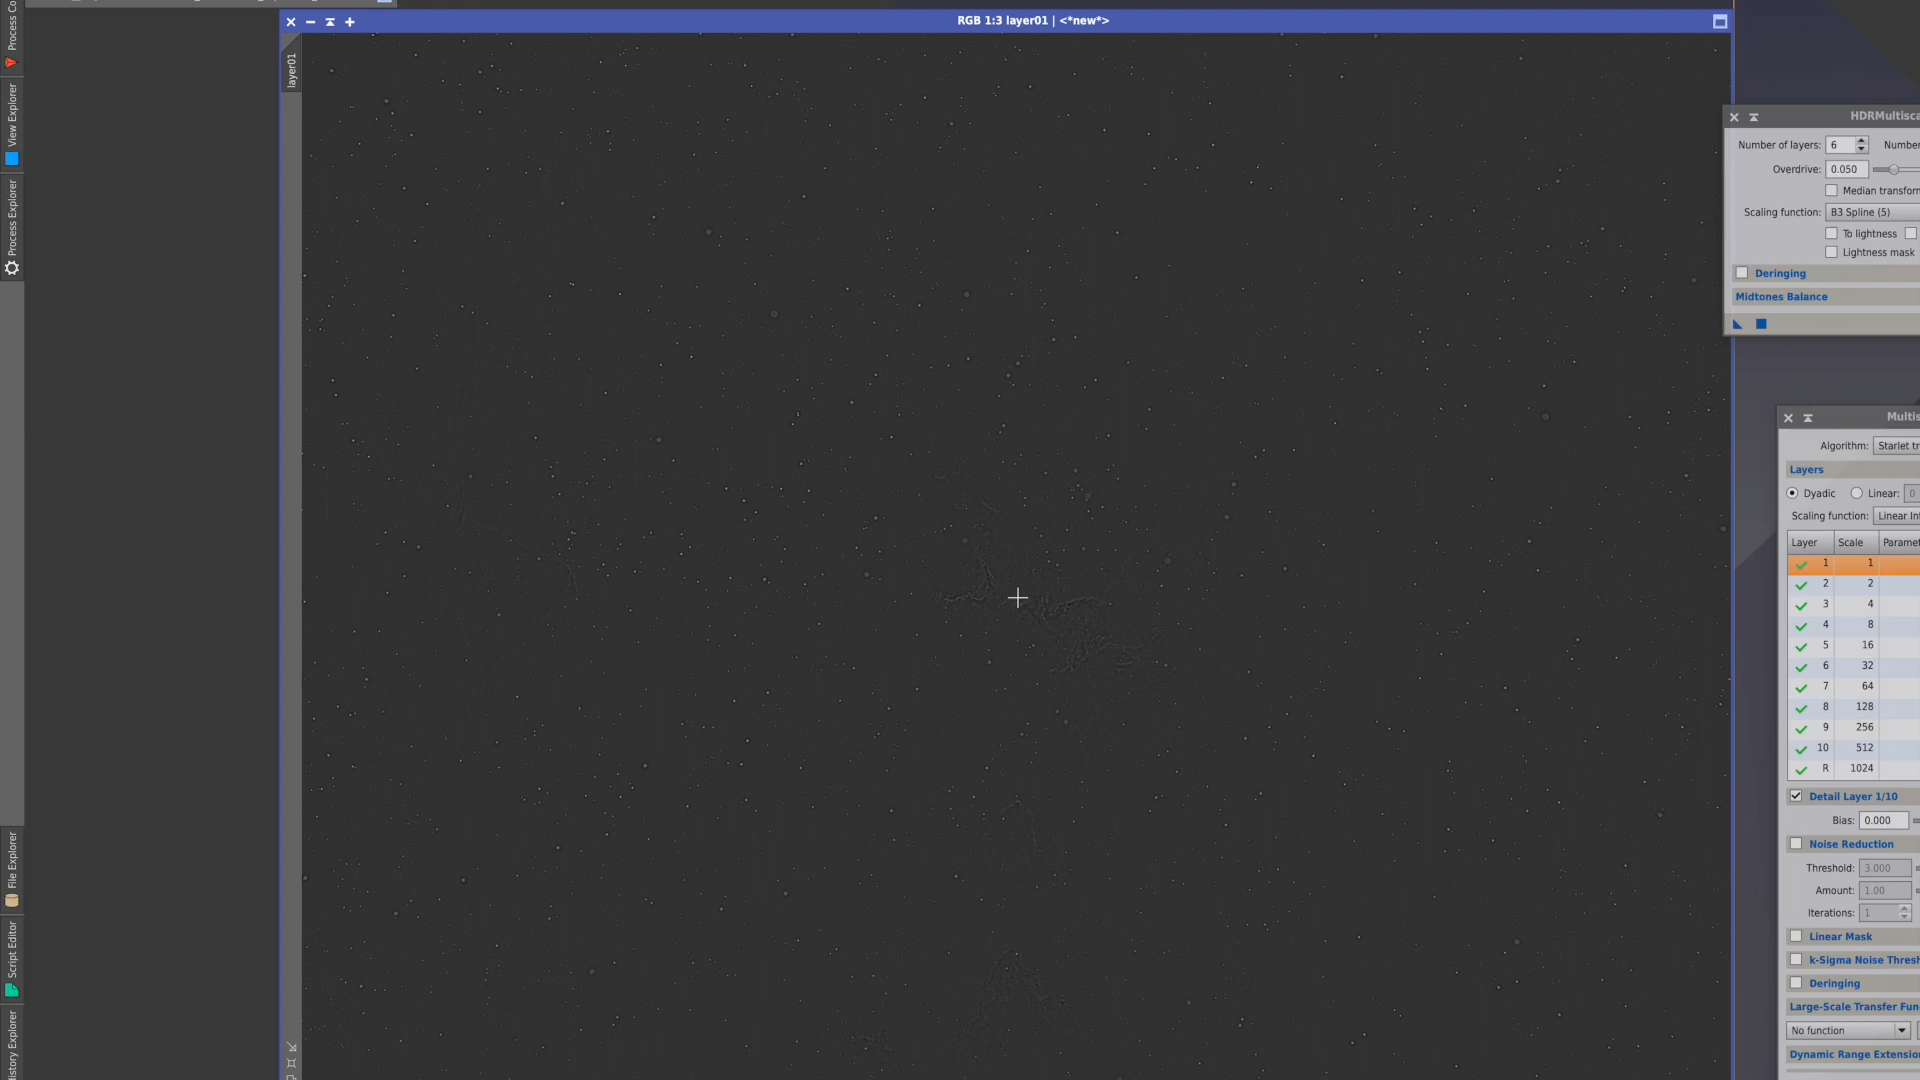 RGB 1:3 layer01 | <*new*>
layer01
Process Co
View Explorer
Process Explorer
File Explorer
Script Editor
istory Explorer
HDRMultisca
Number of layers: 6 Number
Overdrive: 0.050
Median transform
Scaling function: B3 Spline (5)
To lightness
Lightness mask
Deringing
Midtones Balance
Multis
Algorithm: Starlet tr
Layers
Dyadic Linear: 0
Scaling function: Linear Int
Layer Scale Paramet
1 1
2 2
3 4
4 8
5 16
6 32
7 64
8 128
9 256
10 512
R 1024
Detail Layer 1/10
Bias: 0.000
Noise Reduction
Threshold: 3.000
Amount: 1.00
Iterations: 1
Linear Mask
k-Sigma Noise Thresh
Deringing
Large-Scale Transfer Fun
No function
Dynamic Range Extensio